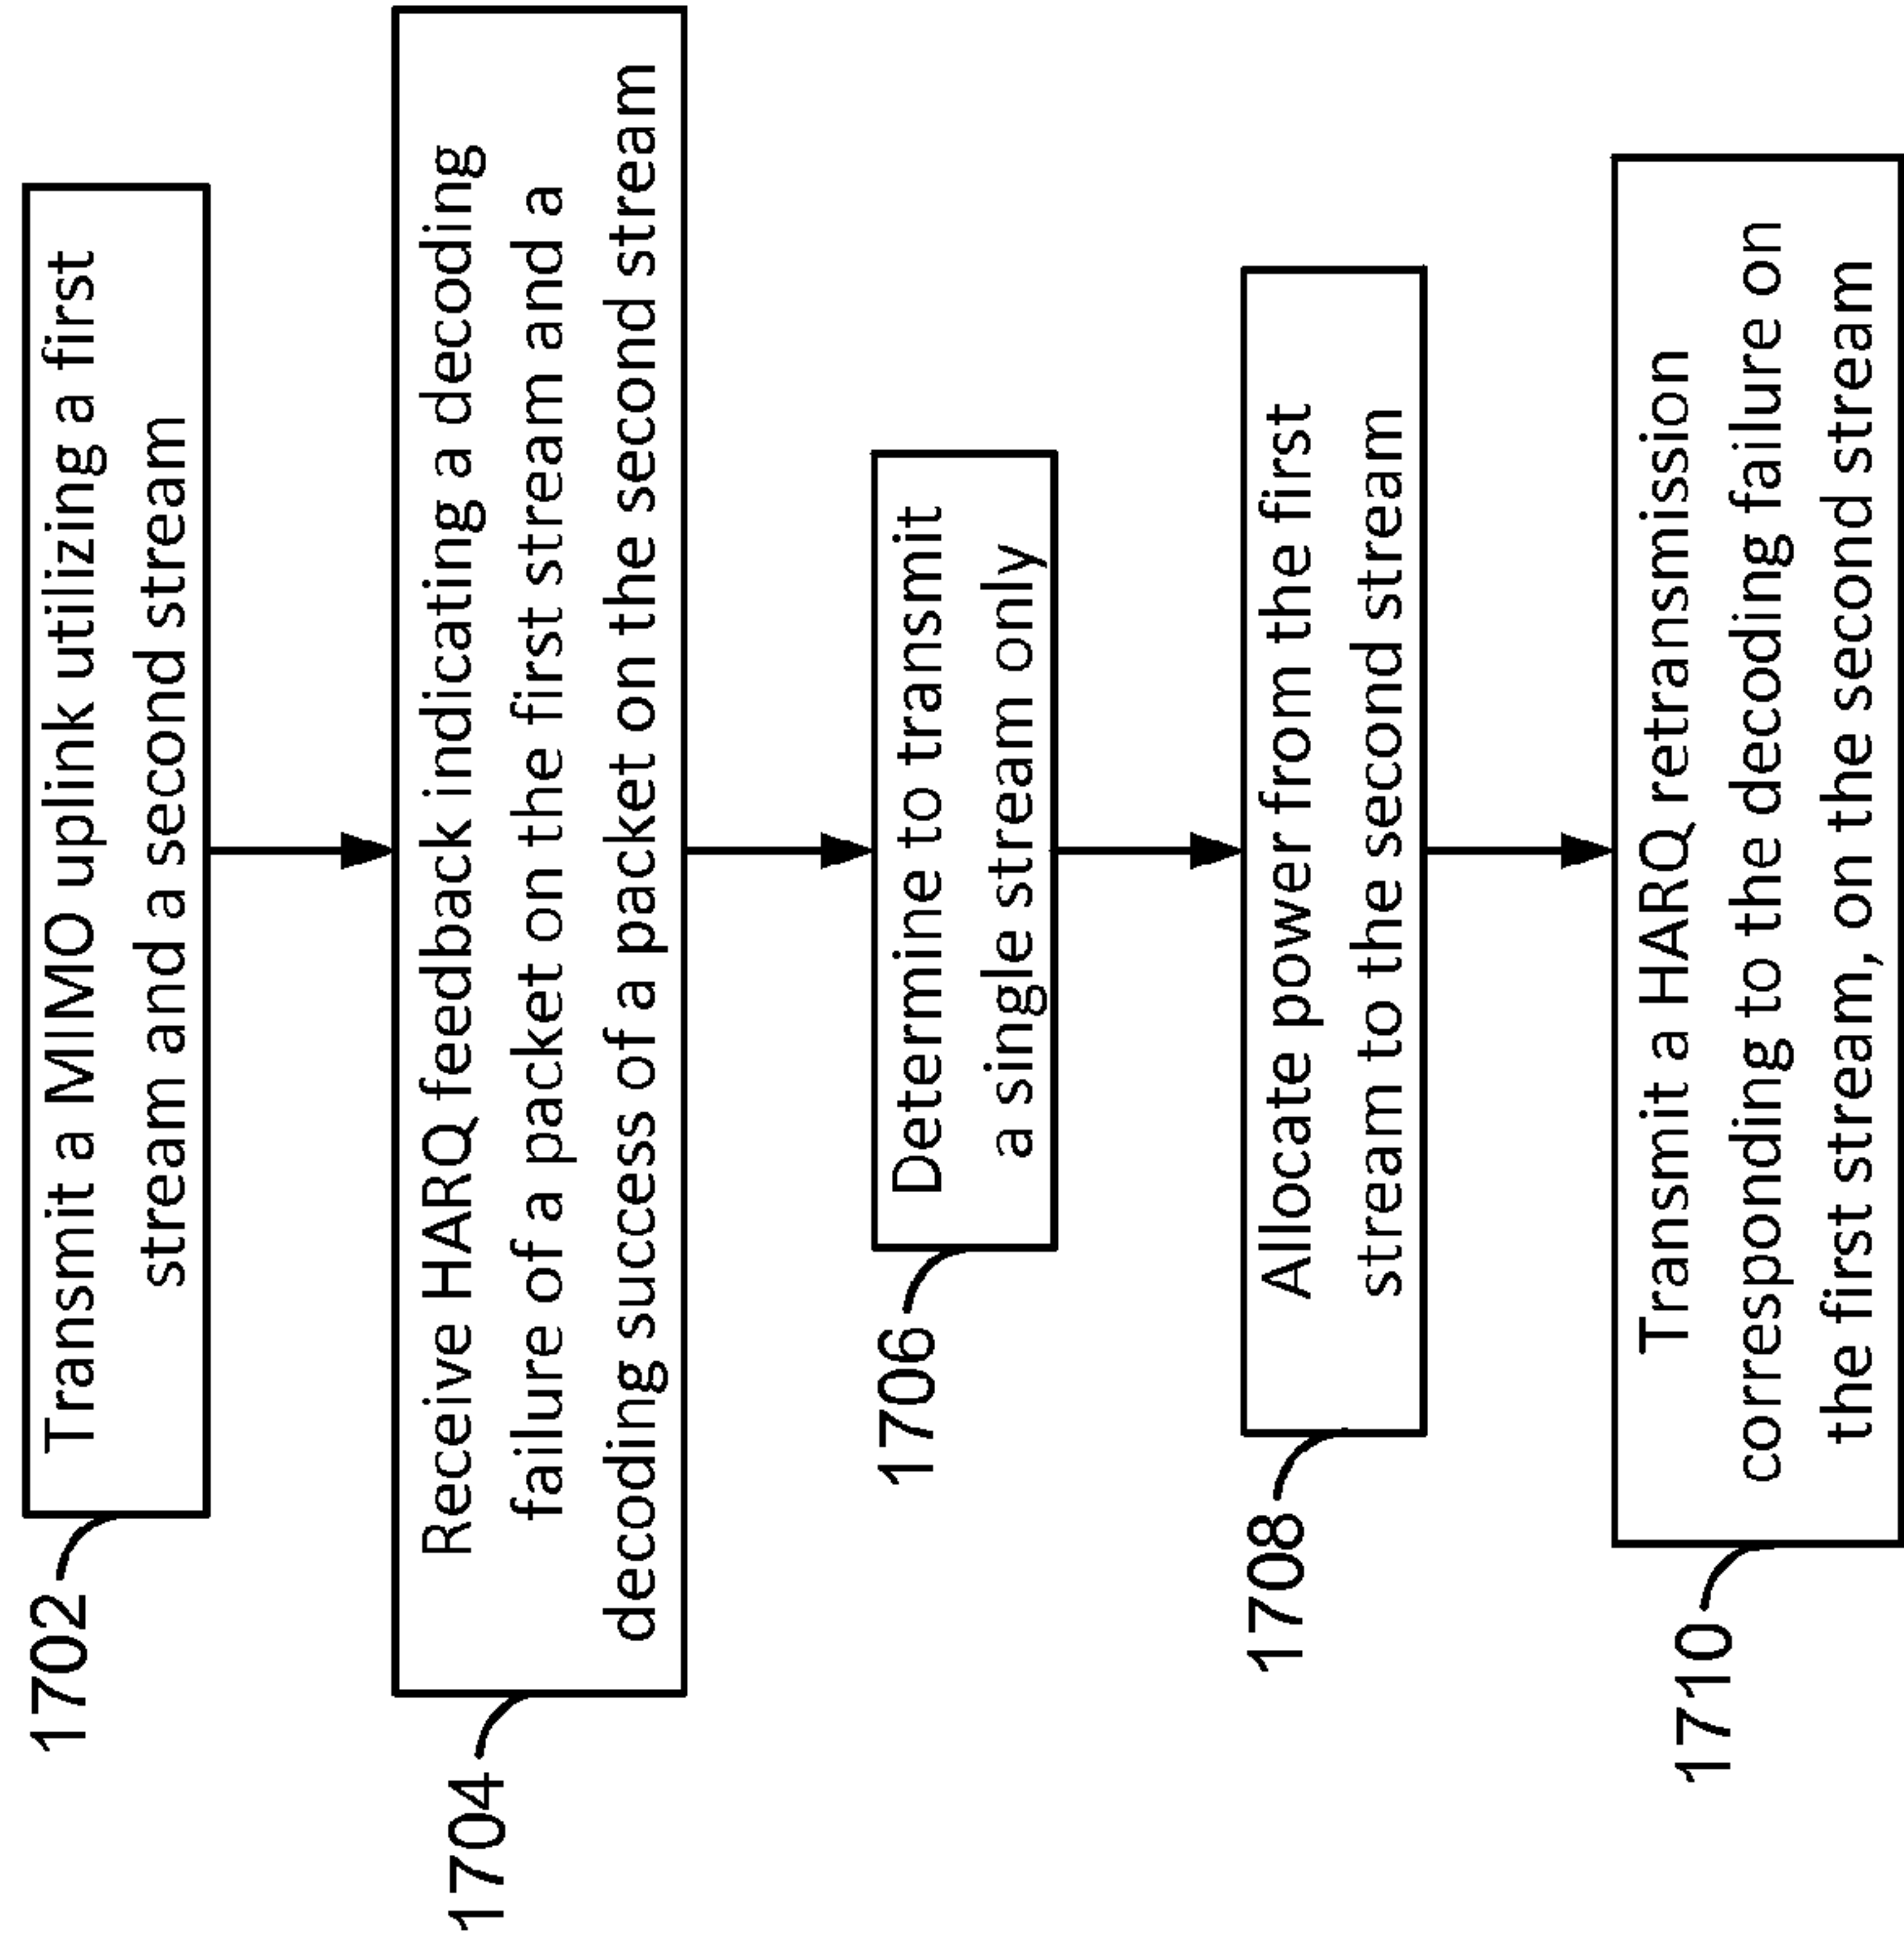 1702
Transmit a MIMO uplink utilizing a first
stream and a second stream
1704
Receive HARQ feedback indicating a decoding
failure of a packet on the first stream and a
decoding success of a packet on the second stream
1706
Determine to transmit
a single stream only
1708
Allocate power from the first
stream to the second stream
1710
Transmit a HARQ retransmission
corresponding to the decoding failure on
the first stream, on the second stream